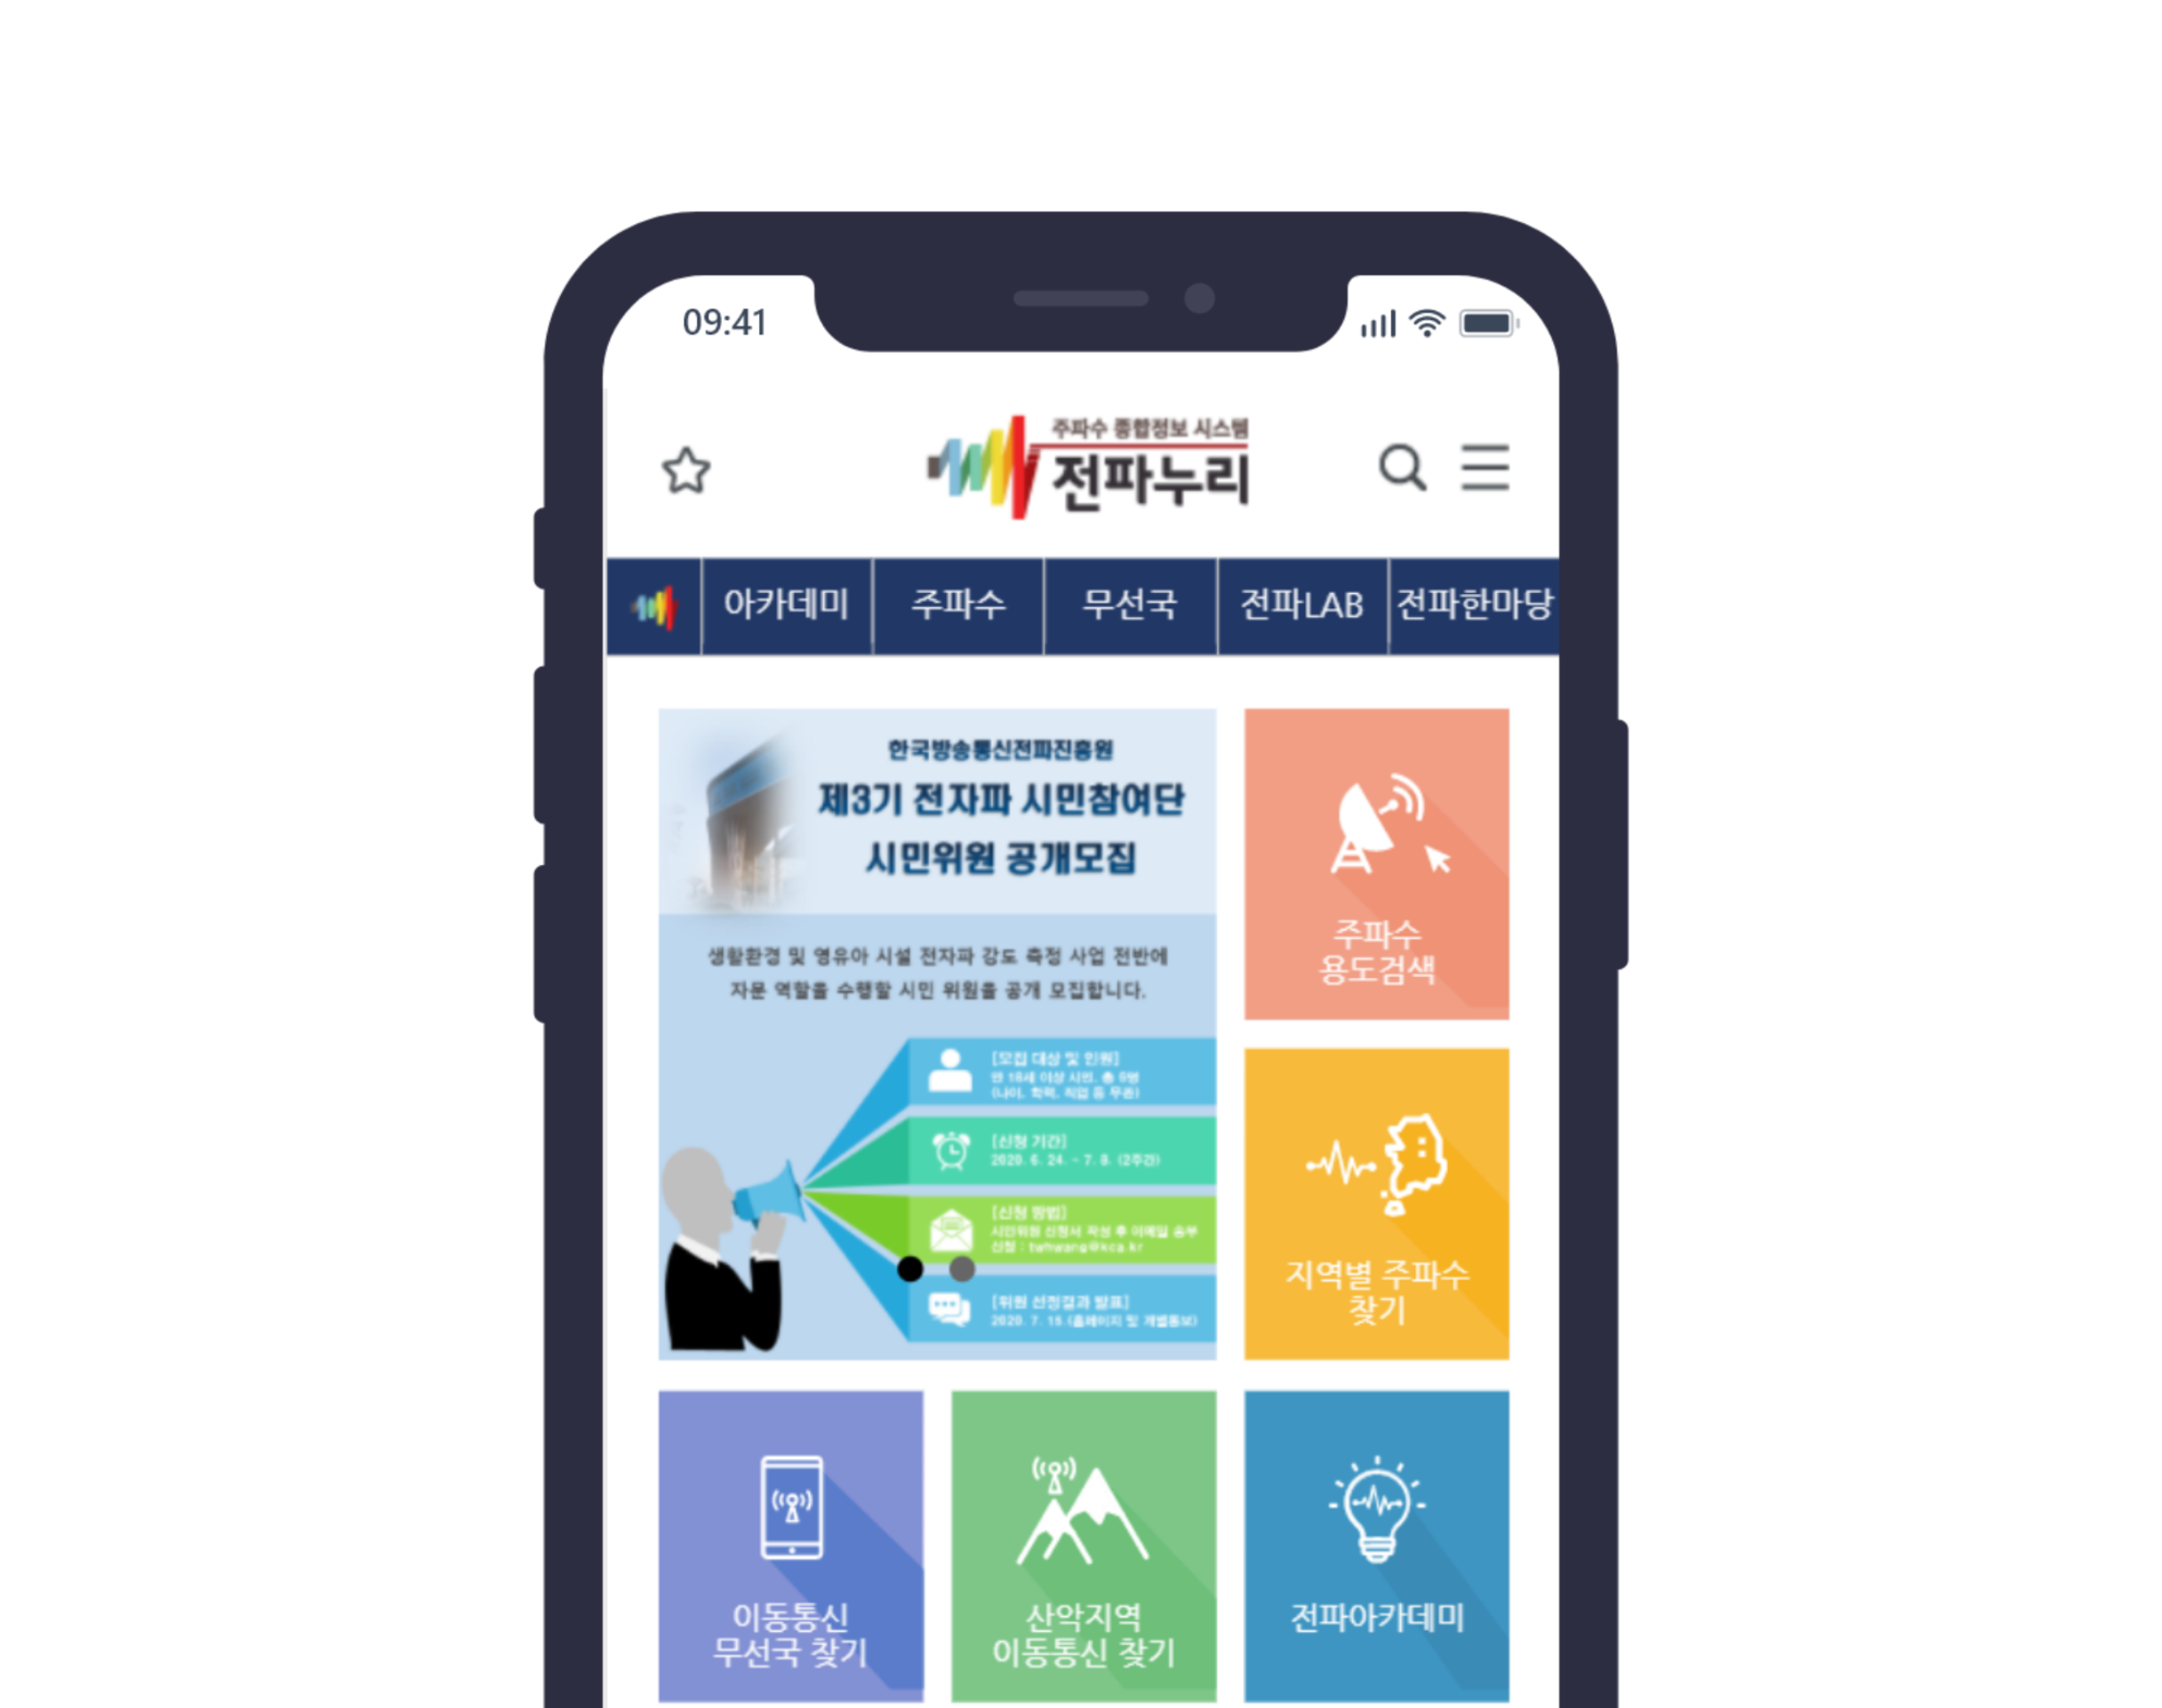 09:41
주파수 종합정보 시스템
전파누리
아카데미
주파수
무선국
전파LAB
전파한마당
한국방송통신전파진흥원
제3기 전자파 시민참여단
시민위원 공개모집
생활환경 및 영유아 시설 전자파 강도 측정 사업 전반에
자문 역할을 수행할 시민 위원을 공개 모집합니다.
[모집 대상 및 인원]
만 18세 이상 시민, 총 6명
(나이, 학력, 직업 등 무관)
[신청 기간]
2020. 6. 24. - 7. 8. (2주간)
[신청 방법]
시민위원 신청서 작성 후 이메일 송부
신청 : twhwang@kca.kr
[위원 선정결과 발표]
2020. 7. 16.(홈페이지 및 개별통보)
주파수
용도검색
지역별 주파수
찾기
이동통신
무선국 찾기
산악지역
이동통신 찾기
전파아카데미